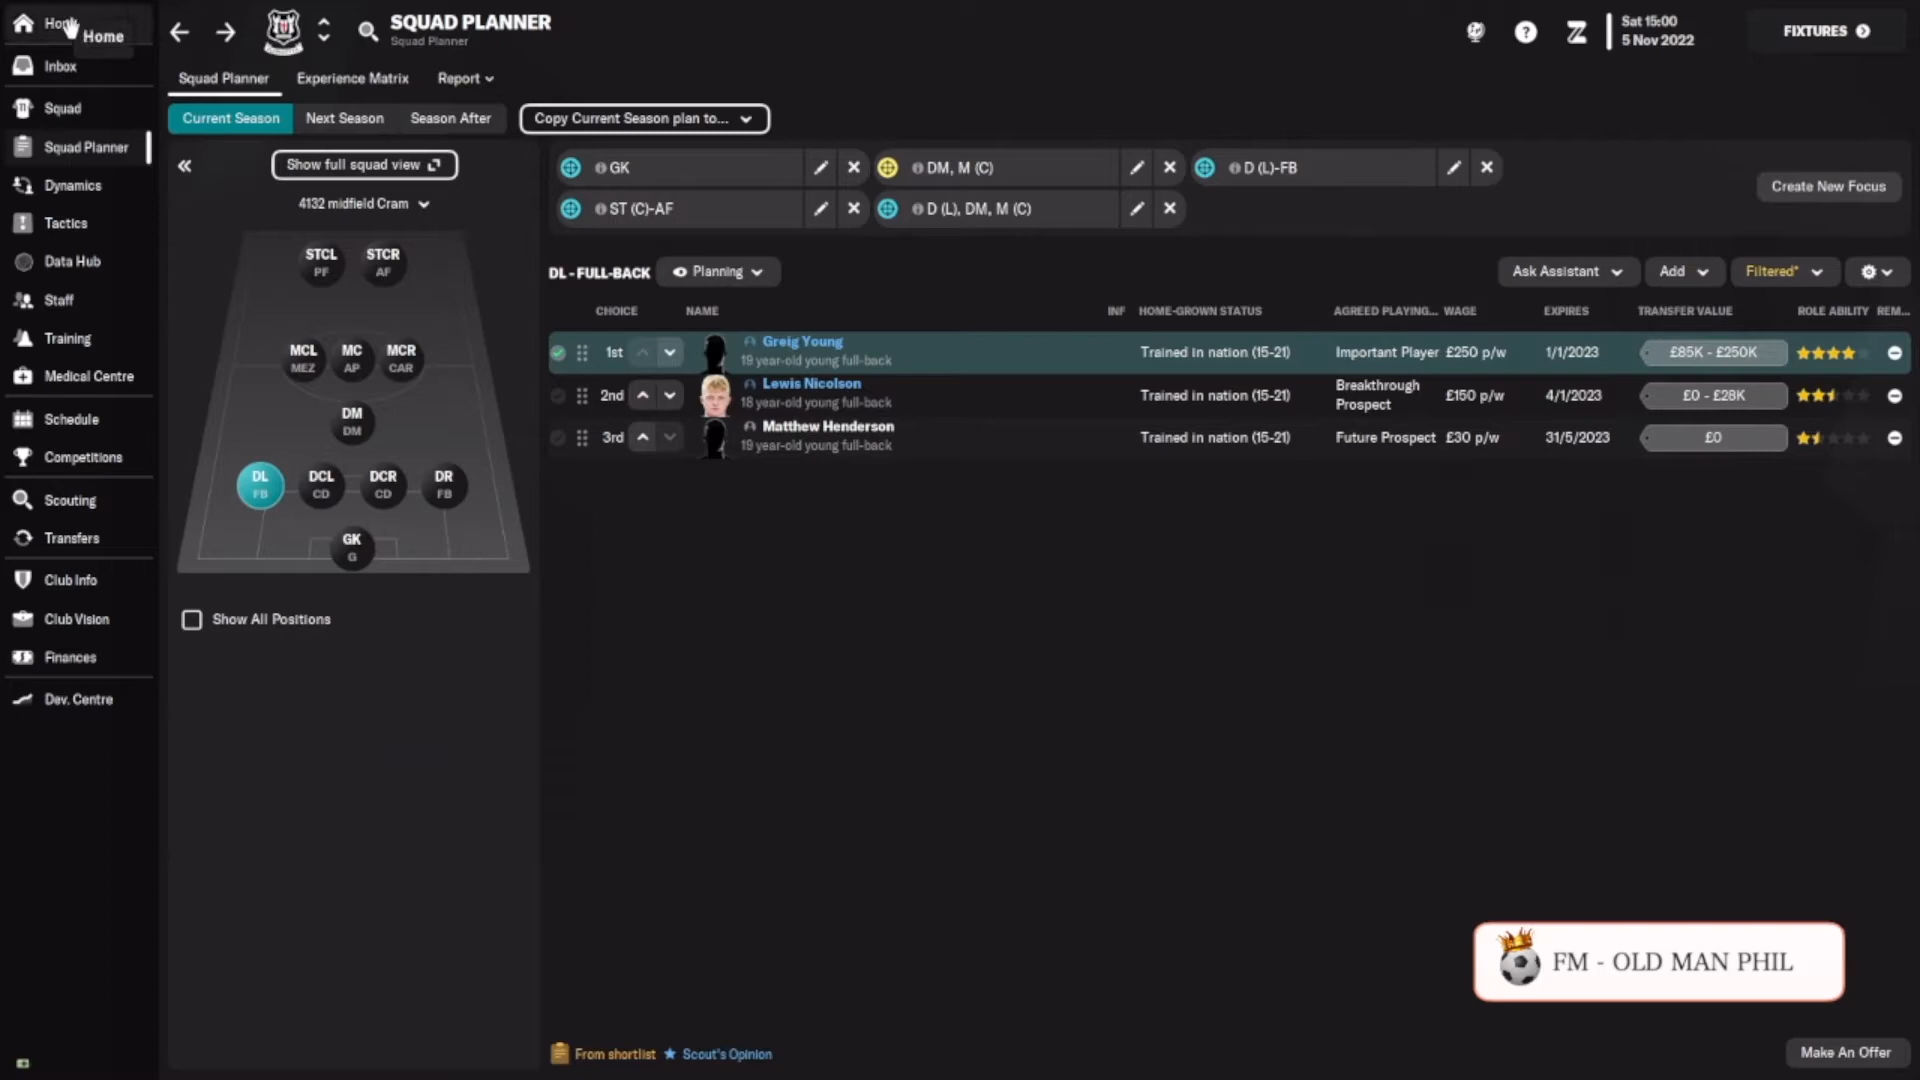 Home
Home
Inbox
Squad
Squad Planner
Dynamics
Tactics
Data Hub
Staff
Training
Medical Centre
Schedule
Competitions
Scouting
Transfers
Club Info
Club Vision
Finances
Dev. Centre
SQUAD PLANNER
Squad Planner
?
Sat 15:00
5 Nov 2022
FIXTURES
Squad Planner Experience Matrix Report
Current Season Next Season Season After Copy Current Season plan to...
Show full squad view
4132 midfield Cram
STCL
PF
STCR
AF
MCL
MEZ
MC
AP
MCR
CAR
DM
DM
DL
FB
DCL
CD
DCR
CD
DR
FB
GK
G
Show All Positions
GK
DM, M (C)
D (L)-FB
ST (C)-AF
D (L), DM, M (C)
Create New Focus
DL - FULL-BACK Planning
Ask Assistant Add Filtered*
CHOICE NAME INF HOME-GROWN STATUS AGREED PLAYING... WAGE EXPIRES TRANSFER VALUE ROLE ABILITY REM...
1st Greig Young
19 year-old young full-back
Trained in nation (15-21) Important Player £250 p/w 1/1/2023 £85K - £250K
2nd Lewis Nicolson
18 year-old young full-back
Trained in nation (15-21) Breakthrough
Prospect £150 p/w 4/1/2023 £0 - £28K
3rd Matthew Henderson
19 year-old young full-back
Trained in nation (15-21) Future Prospect £30 p/w 31/5/2023 £0
FM - OLD MAN PHIL
From shortlist Scout's Opinion
Make An Offer